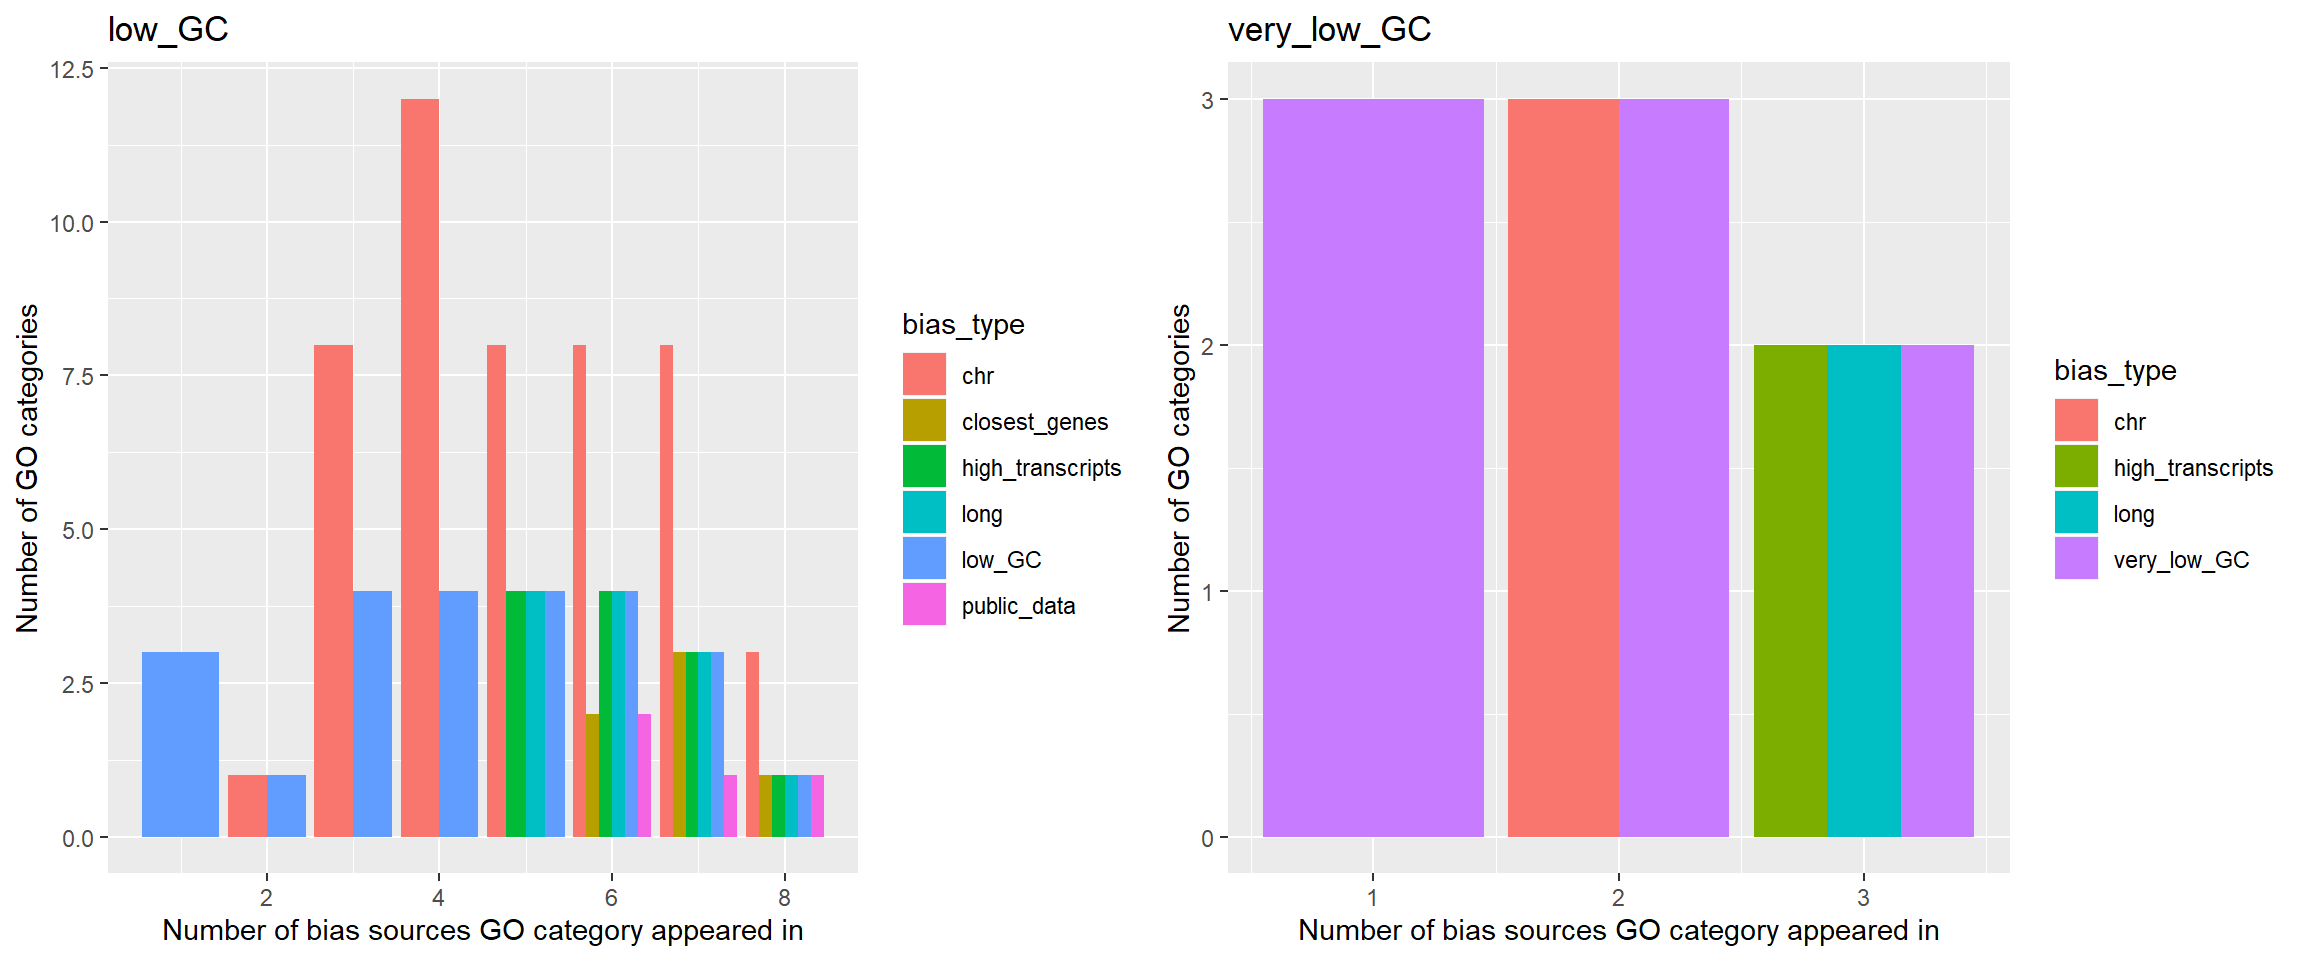 low_GC
12.5
10.0
7.5
5.0
2.5
0.0
2 4 6 8
Number of bias sources GO category appeared in
Number of GO categories
bias_type
chr
closest_genes
high_transcripts
long
low_GC
public_data
very_low_GC
3
2
1
0
1 2 3
Number of bias sources GO category appeared in
Number of GO categories
bias_type
chr
high_transcripts
long
very_low_GC